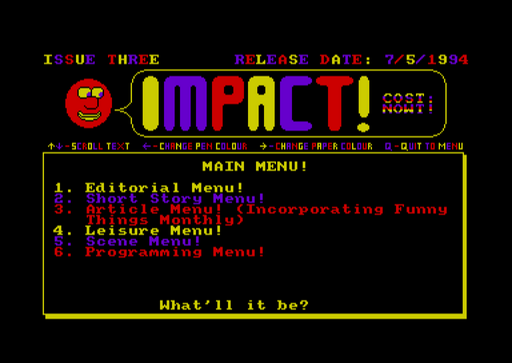 ISSUE THREE RELEASE DATE: 7/5/1994
IMPACT!
COST:
NOWT!
↑↓-SCROLL TEXT ←-CHANGE PEN COLOUR →-CHANGE PAPER COLOUR Q-QUIT TO MENU
MAIN MENU!
1. Editorial Menu!
2. Short Story Menu!
3. Article Menu! (Incorporating Funny
Things Monthly)
4. Leisure Menu!
5. Scene Menu!
6. Programming Menu!
What'll it be?